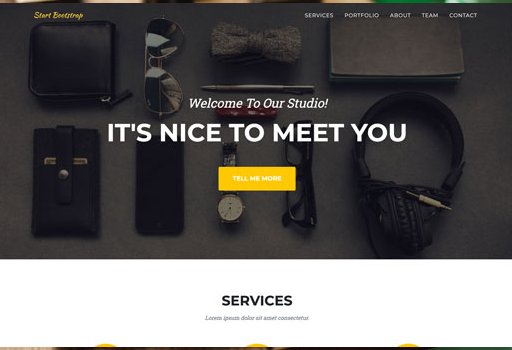 Start Bootstrap
SERVICES PORTFOLIO ABOUT TEAM CONTACT
Welcome To Our Studio!
IT'S NICE TO MEET YOU
TELL ME MORE
SERVICES
Lorem ipsum dolor sit amet consectetur.